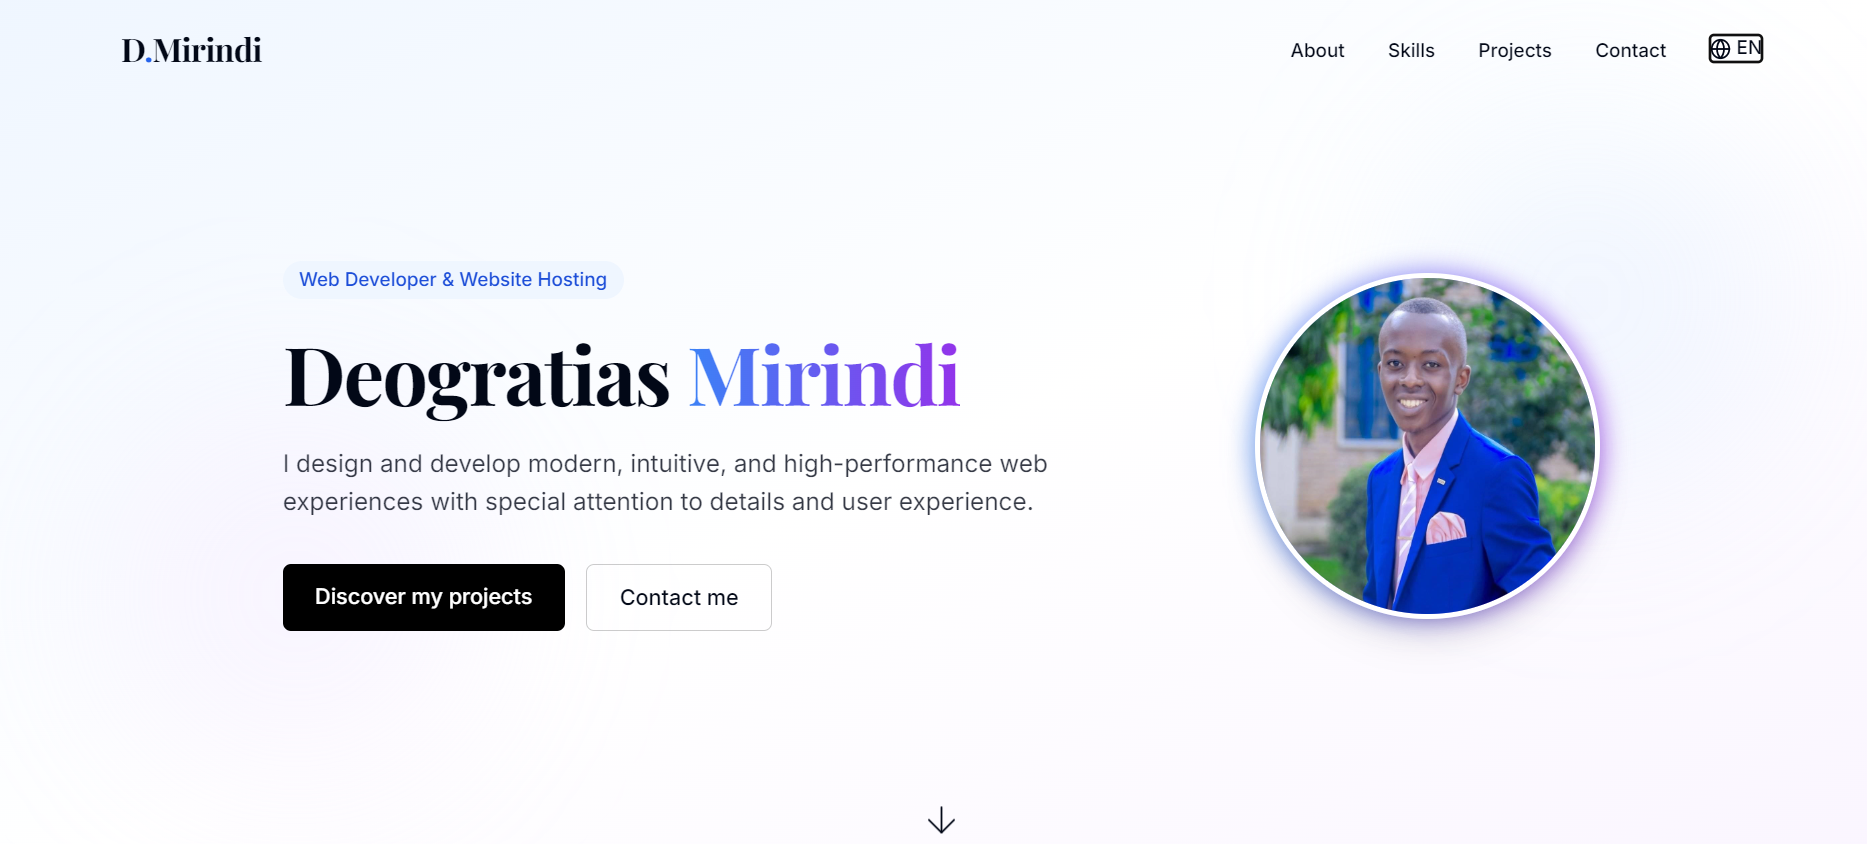 D.Mirindi
About
Skills
Projects
Contact
EN
Web Developer & Website Hosting
Deogratias Mirindi
I design and develop modern, intuitive, and high-performance web
experiences with special attention to details and user experience.
Discover my projects
Contact me